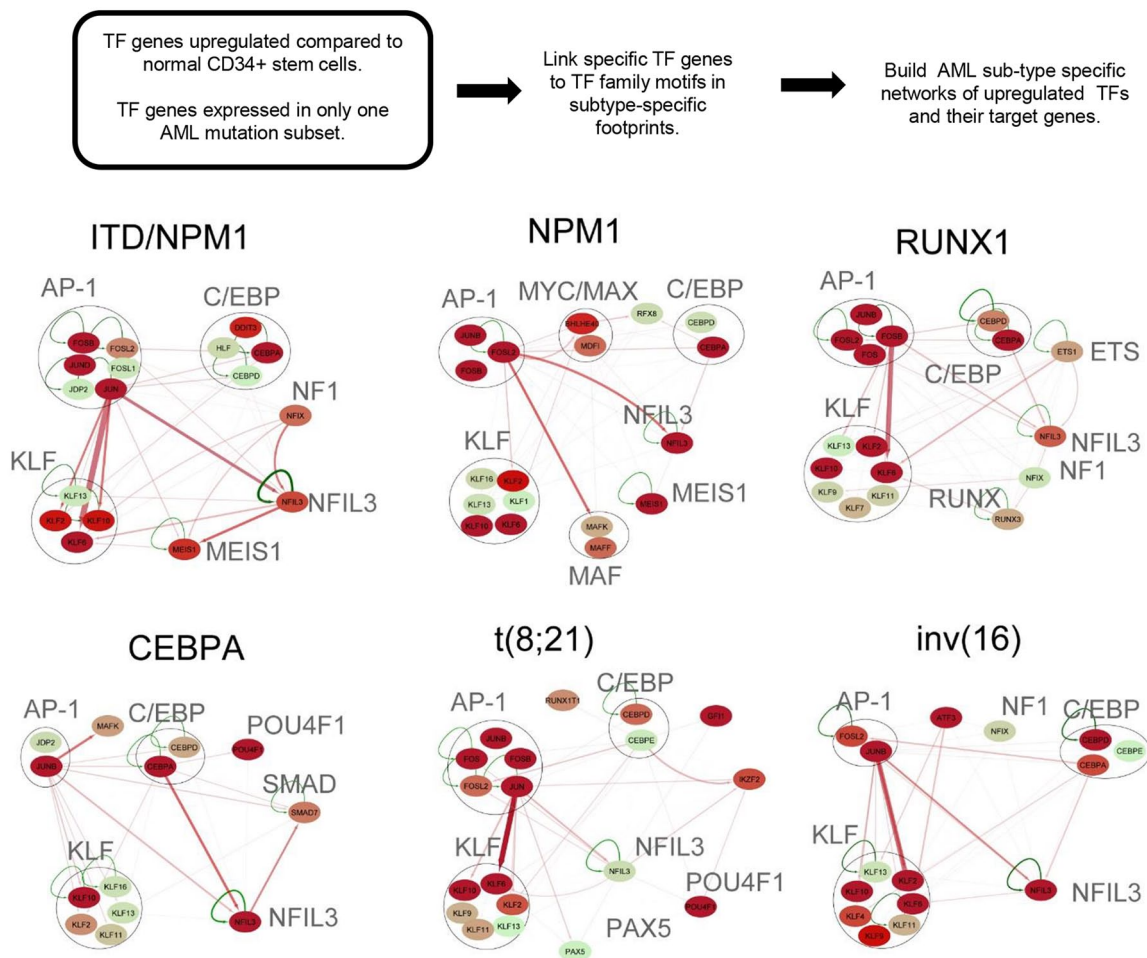 TF genes upregulated compared to
normal CD34+ stem cells.
TF genes expressed in only one
AML mutation subset.
Link specific TF genes
to TF family motifs in
subtype-specific
footprints.
Build AML sub-type specific
networks of upregulated TFs
and their target genes.
ITD/NPM1
AP-1
C/EBP
DDIT3
FOSB
FOSL2
HLF
CEBPA
JUND
FOSL1
CEBPD
JDP2
JUN
NF1
NFIX
KLF
KLF13
NFIL3
NFIL3
KLF2
KLF10
KLF6
MEIS1
MEIS1
NPM1
AP-1
MYC/MAX
C/EBP
RFX8
BHLHE40
CEBPD
JUNB
FOSL2
MDFI
CEBPA
FOSB
NFIL3
NFIL3
KLF
KLF16
KLF2
KLF13
KLF1
MEIS1
MEIS1
KLF10
KLF6
MAFK
MAFF
MAF
RUNX1
AP-1
JUNB
CEBPD
FOSL2
FOSB
CEBPA
FOS
ETS1
ETS
C/EBP
KLF
KLF13
KLF2
NFIL3
NFIL3
KLF10
KLF6
NF1
NFIX
KLF9
KLF11
KLF7
RUNX
RUNX3
CEBPA
AP-1
MAFK
C/EBP
POU4F1
JDP2
CEBPD
POU4F1
JUNB
CEBPA
SMAD
SMAD7
KLF
KLF10
KLF16
KLF13
KLF2
KLF11
NFIL3
NFIL3
t(8;21)
RUNX1T1
C/EBP
AP-1
CEBPD
GFI1
JUNB
CEBPE
FOS
FOSB
FOSL2
JUN
IKZF2
KLF
NFIL3
NFIL3
KLF10
KLF6
KLF2
POU4F1
POU4F1
KLF9
KLF11
KLF13
PAX5
PAX5
inv(16)
AP-1
ATF3
NF1
C/EBP
FOSL2
NFIX
CEBPD
JUNB
CEBPE
CEBPA
KLF
KLF13
KLF10
KLF2
NFIL3
NFIL3
KLF6
KLF4
KLF11
KLF9